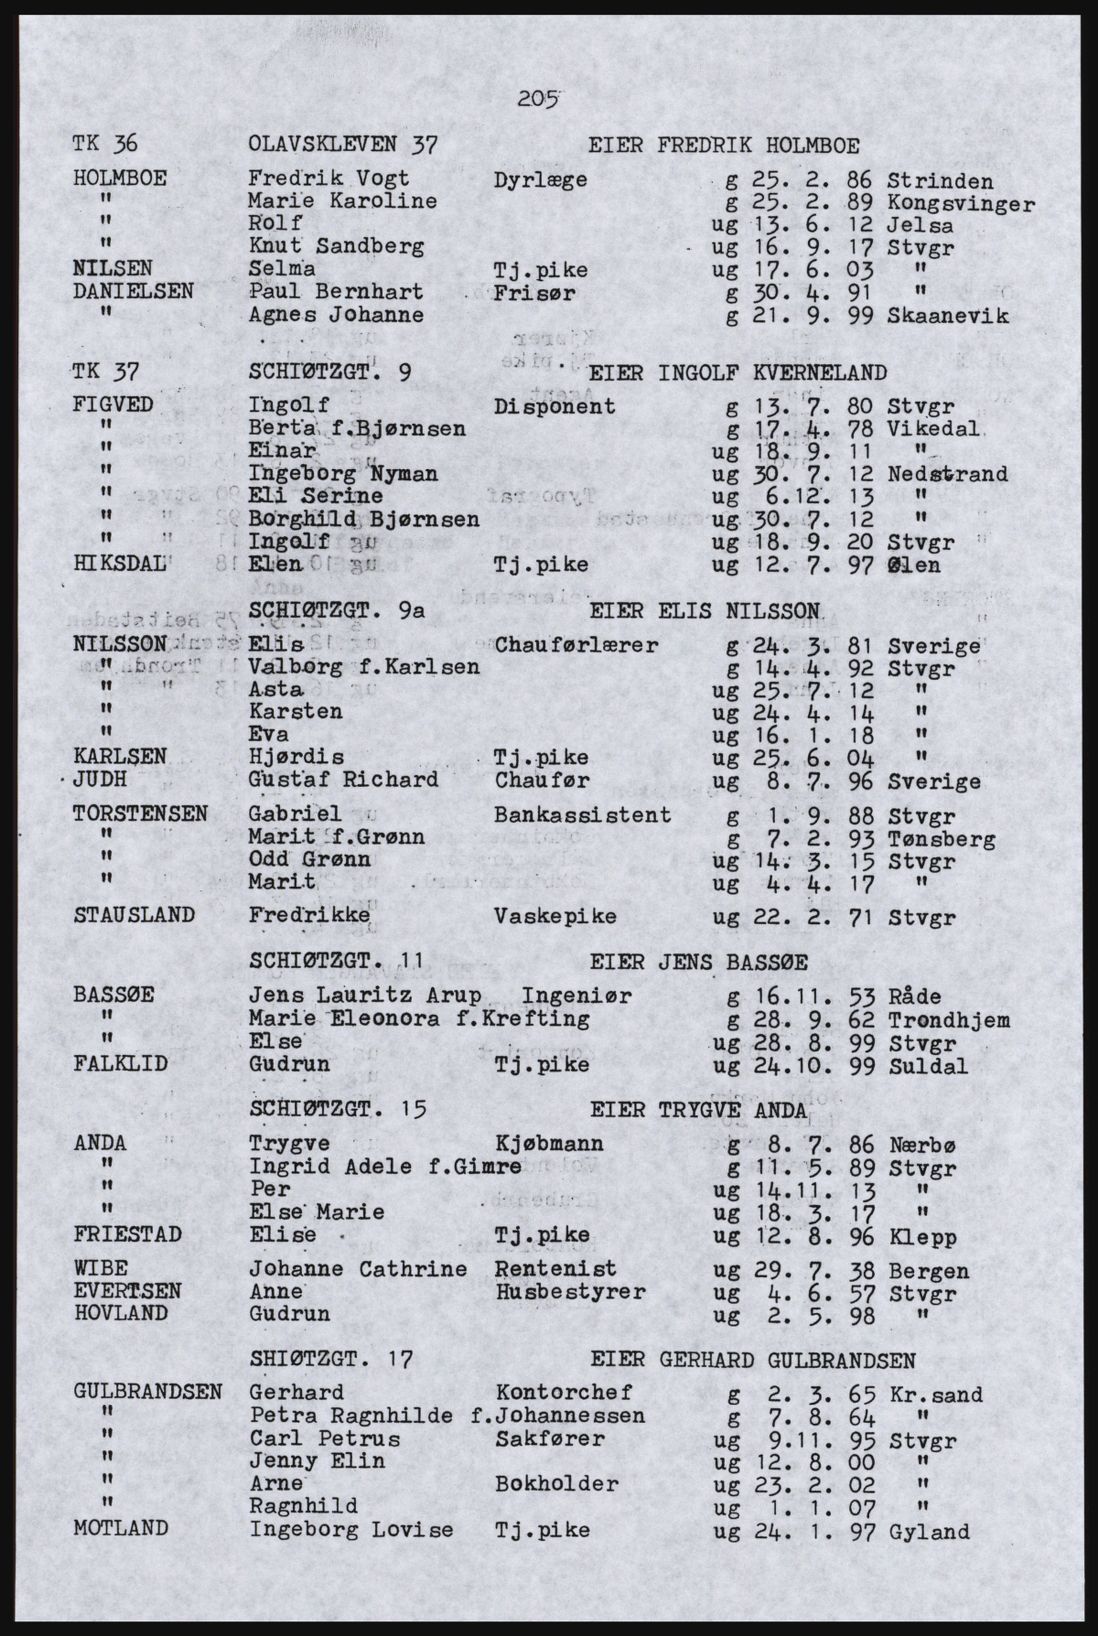 205
TK 36 OLAVSKLEVEN 37 EIER FREDRIK HOLMBOE
HOLMBOE Fredrik Vogt Dyrlæge g 25. 2. 86 Strinden
" Marie Karoline g 25. 2. 89 Kongsvinger
" Rolf ug 13. 6. 12 Jelsa
" Knut Sandberg ug 16. 9. 17 Stvgr
NILSEN Selma Tj.pike ug 17. 6. 03 "
DANIELSEN Paul Bernhart Frisør g 30. 4. 91 "
" Agnes Johanne g 21. 9. 99 Skaanevik
TK 37 SCHIØTZGT. 9 EIER INGOLF KVERNELAND
FIGVED Ingolf Disponent g 13. 7. 80 Stvgr
" Berta f.Bjørnsen g 17. 4. 78 Vikedal
" Einar ug 18. 9. 11 "
" Ingeborg Nyman ug 30. 7. 12 Nedstrand
" Eli Serine ug 6.12. 13 "
" Borghild Bjørnsen ug 30. 7. 12 "
" Ingolf ug 18. 9. 20 Stvgr
HIKSDAL Elen Tj.pike ug 12. 7. 97 Ølen
SCHIØTZGT. 9a EIER ELIS NILSSON
NILSSON Elis Chauførlærer g 24. 3. 81 Sverige
" Valborg f.Karlsen g 14. 4. 92 Stvgr
" Asta ug 25. 7. 12 "
" Karsten ug 24. 4. 14 "
" Eva ug 16. 1. 18 "
KARLSEN Hjørdis Tj.pike ug 25. 6. 04 "
JUDH Gustaf Richard Chaufør ug 8. 7. 96 Sverige
TORSTENSEN Gabriel Bankassistent g 1. 9. 88 Stvgr
" Marit f.Grønn g 7. 2. 93 Tønsberg
" Odd Grønn ug 14. 3. 15 Stvgr
" Marit ug 4. 4. 17 "
STAUSLAND Fredrikke Vaskepike ug 22. 2. 71 Stvgr
SCHIØTZGT. 11 EIER JENS BASSØE
BASSØE Jens Lauritz Arup Ingeniør g 16.11. 53 Råde
" Marie Eleonora f.Krefting g 28. 9. 62 Trondhjem
" Else ug 28. 8. 99 Stvgr
FALKLID Gudrun Tj.pike ug 24.10. 99 Suldal
SCHIØTZGT. 15 EIER TRYGVE ANDA
ANDA Trygve Kjøbmann g 8. 7. 86 Nærbø
" Ingrid Adele f.Gimre g 11. 5. 89 Stvgr
" Per ug 14.11. 13 "
" Else Marie ug 18. 3. 17 "
FRIESTAD Elise Tj.pike ug 12. 8. 96 Klepp
WIBE Johanne Cathrine Rentenist ug 29. 7. 38 Bergen
EVERTSEN Anne Husbestyrer ug 4. 6. 57 Stvgr
HOVLAND Gudrun ug 2. 5. 98 "
SHIØTZGT. 17 EIER GERHARD GULBRANDSEN
GULBRANDSEN Gerhard Kontorchef g 2. 3. 65 Kr.sand
" Petra Ragnhilde f.Johannessen g 7. 8. 64 "
" Carl Petrus Sakfører ug 9.11. 95 Stvgr
" Jenny Elin ug 12. 8. 00 "
" Arne Bokholder ug 23. 2. 02 "
" Ragnhild ug 1. 1. 07 "
MOTLAND Ingeborg Lovise Tj.pike ug 24. 1. 97 Gyland